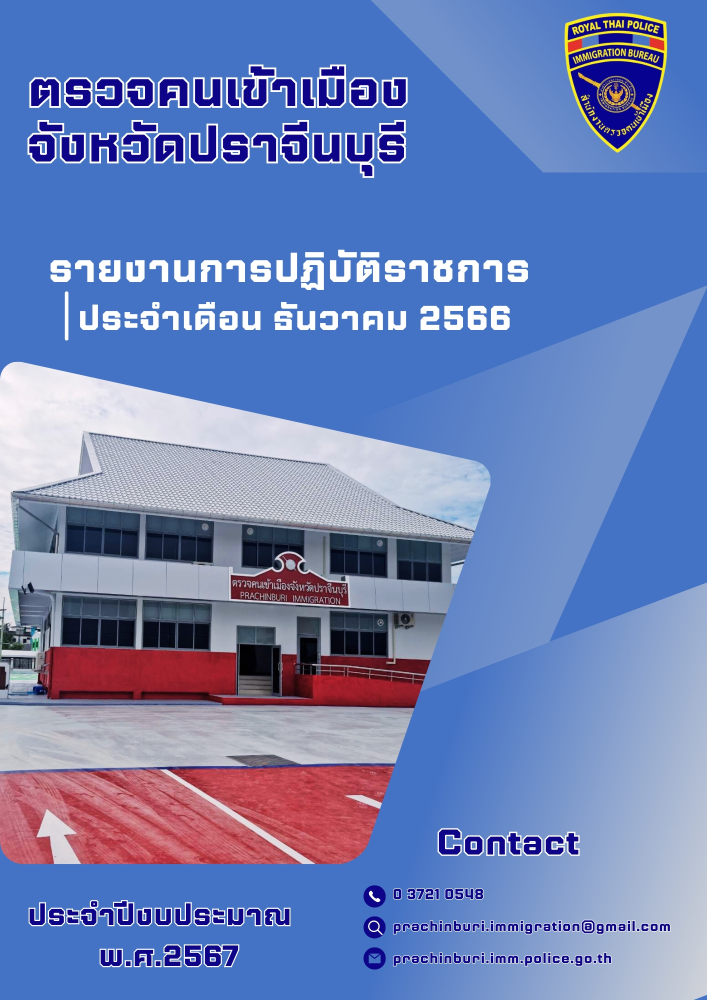 ROYAL THAI POLICE
IMMIGRATION BUREAU
สำนักงานตรวจคนเข้าเมือง
ตรวจคนเข้าเมือง
จังหวัดปราจีนบุรี
รายงานการปฏิบัติราชการ
ประจำเดือน ธันวาคม 2566
ตรวจคนเข้าเมืองจังหวัดปราจีนบุรี
PRACHINBURI IMMIGRATION
ประจำปีงบประมาณ
พ.ศ.2567
Contact
0 3721 0548
prachinburi.immigration@gmail.com
prachinburi.imm.police.go.th